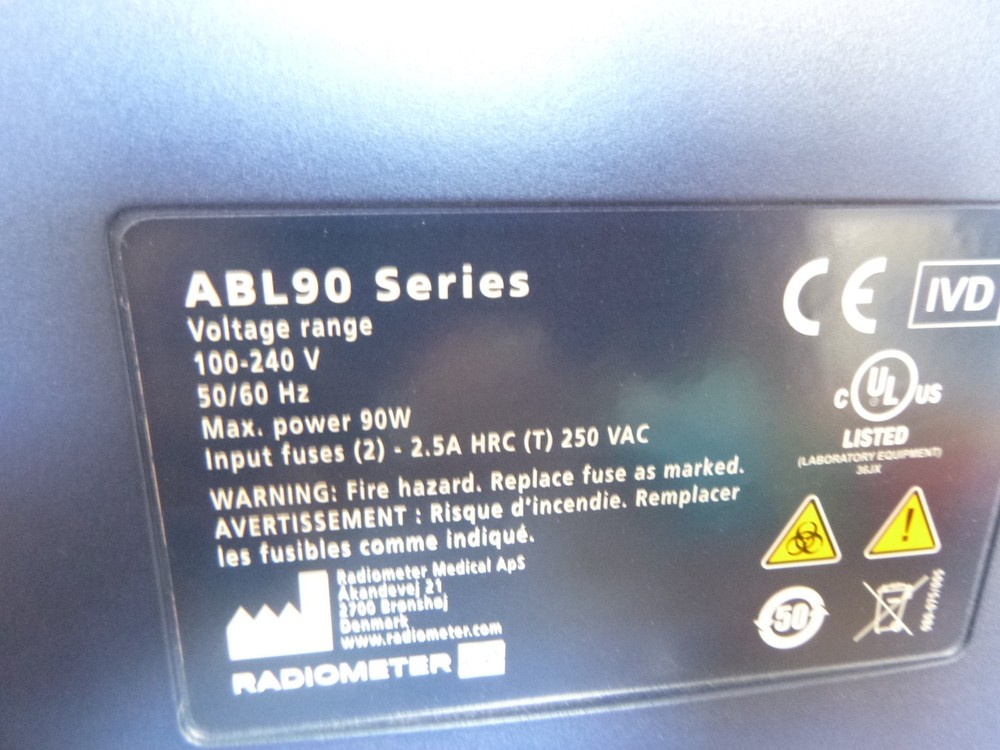 ABL90 Series
Voltage range
100-240 V
50/60 Hz
Max. power 90W
Input fuses (2) - 2.5A HRC (T) 250 VAC
WARNING: Fire hazard. Replace fuse as marked.
AVERTISSEMENT : Risque d'incendie. Remplacer
les fusibles comme indiqué.
Radiometer Medical ApS
Åkandevej 21
2700 Brønshøj
Denmark
www.radiometer.com
RADIOMETER
CE IVD
C UL US
LISTED
(LABORATORY EQUIPMENT)
36JX
50